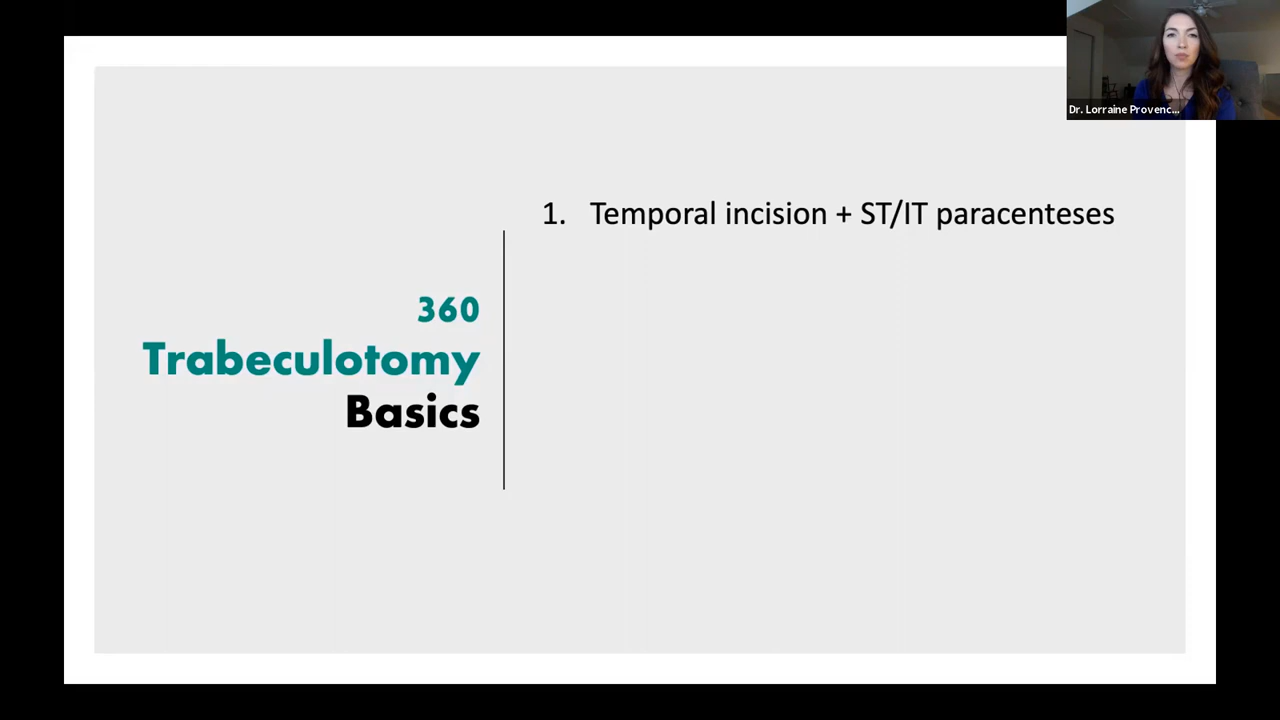 Dr. Lorraine Provenc...
1. Temporal incision + ST/IT paracenteses
360
Trabeculotomy
Basics